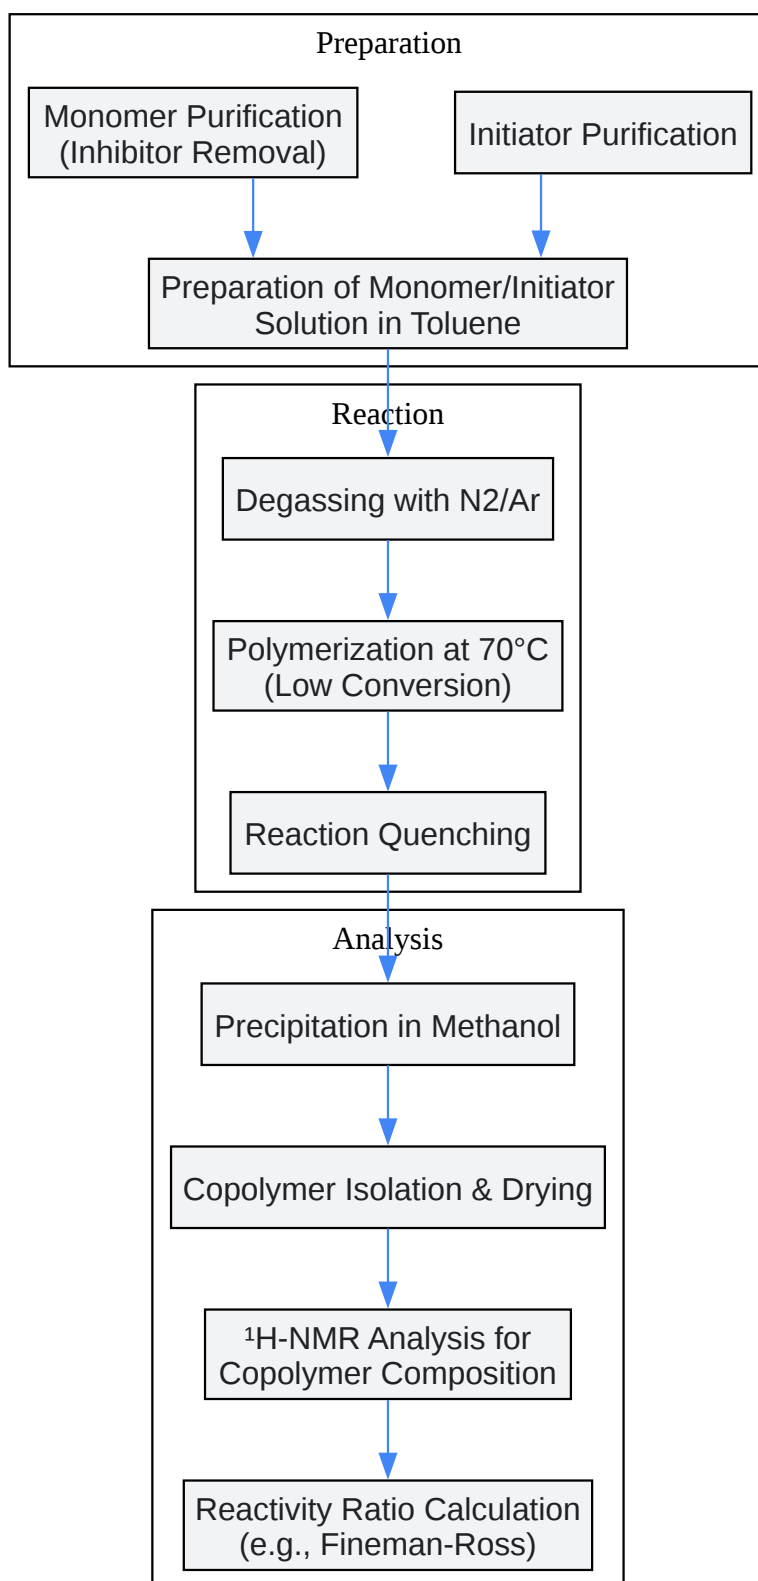 Preparation
Monomer Purification
(Inhibitor Removal)
Initiator Purification
Preparation of Monomer/Initiator
Solution in Toluene
Reaction
Degassing with N2/Ar
Polymerization at 70°C
(Low Conversion)
Reaction Quenching
Analysis
Precipitation in Methanol
Copolymer Isolation & Drying
¹H-NMR Analysis for
Copolymer Composition
Reactivity Ratio Calculation
(e.g., Fineman-Ross)